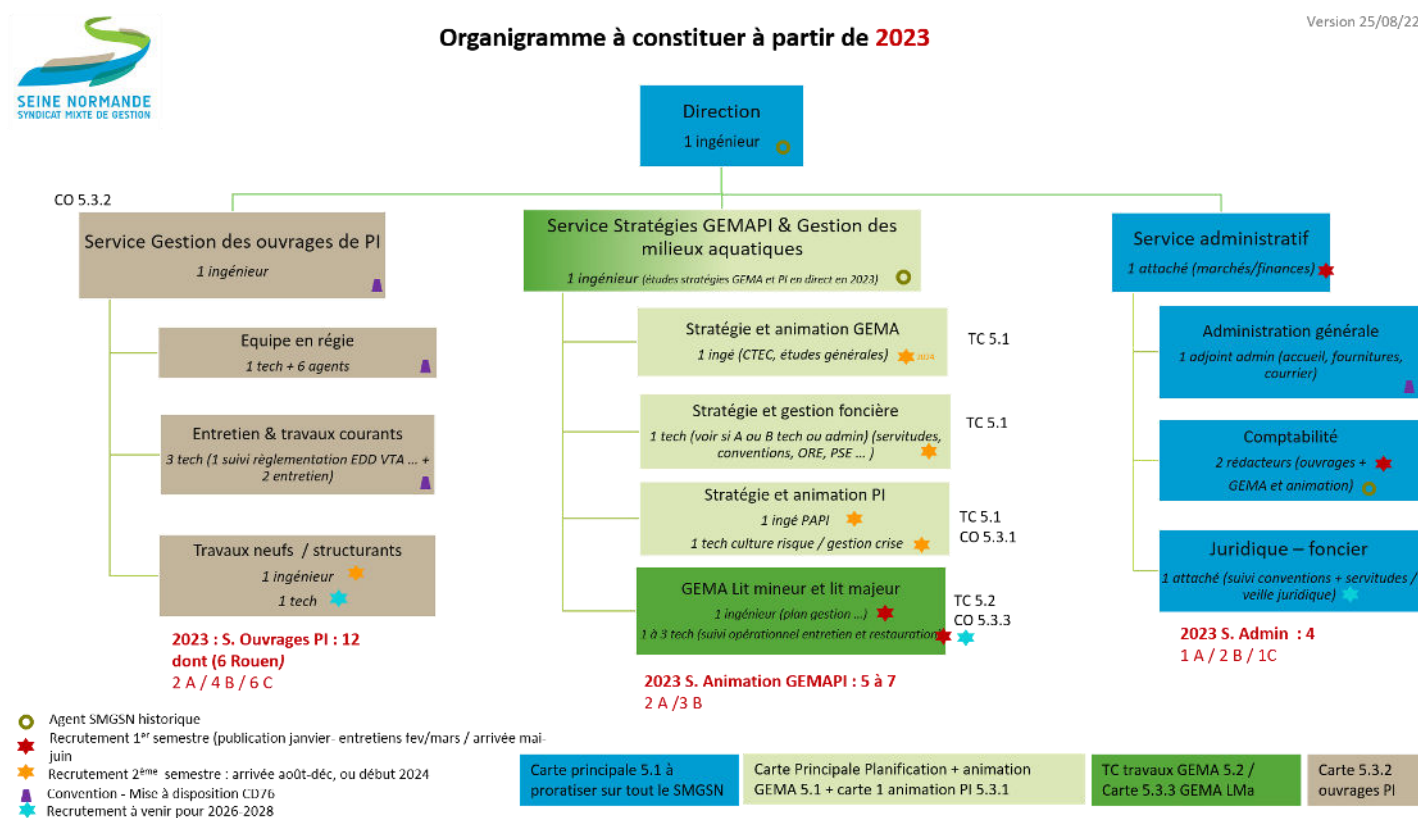 Version 25/08/22
Organigramme à constituer à partir de 2023
SEINE NORMANDE
SYNDICAT MIXTE DE GESTION
Direction
1 ingénieur
CO 5.3.2
Service Gestion des ouvrages de PI
1 ingénieur
Equipe en régie
1 tech + 6 agents
Entretien & travaux courants
3 tech (1 suivi règlementation EDD VTA ... +
2 entretien)
Travaux neufs / structurants
1 ingénieur
1 tech
2023 : S. Ouvrages PI : 12
dont (6 Rouen)
2 A / 4 B / 6 C
Service Stratégies GEMAPI & Gestion des
milieux aquatiques
1 ingénieur (études stratégies GEMA et PI en direct en 2023)
Stratégie et animation GEMA
1 ingé (CTEC, études générales) 2024
TC 5.1
Stratégie et gestion foncière
1 tech (voir si A ou B tech ou admin) (servitudes,
conventions, ORE, PSE ... )
TC 5.1
Stratégie et animation PI
1 ingé PAPI
1 tech culture risque / gestion crise
TC 5.1
CO 5.3.1
GEMA Lit mineur et lit majeur
1 ingénieur (plan gestion ...)
1 à 3 tech (suivi opérationnel entretien et restauration)
TC 5.2
CO 5.3.3
2023 S. Animation GEMAPI : 5 à 7
2 A /3 B
Service administratif
1 attaché (marchés/finances)
Administration générale
1 adjoint admin (accueil, fournitures,
courrier)
Comptabilité
2 rédacteurs (ouvrages +
GEMA et animation)
Juridique – foncier
1 attaché (suivi conventions + servitudes /
veille juridique)
2023 S. Admin : 4
1 A / 2 B / 1C
Agent SMGSN historique
Recrutement 1er semestre (publication janvier- entretiens fev/mars / arrivée mai-
juin
Recrutement 2ème semestre : arrivée août-déc, ou début 2024
Convention - Mise à disposition CD76
Recrutement à venir pour 2026-2028
Carte principale 5.1 à
proratiser sur tout le SMGSN
Carte Principale Planification + animation
GEMA 5.1 + carte 1 animation PI 5.3.1
TC travaux GEMA 5.2 /
Carte 5.3.3 GEMA LMa
Carte 5.3.2
ouvrages PI